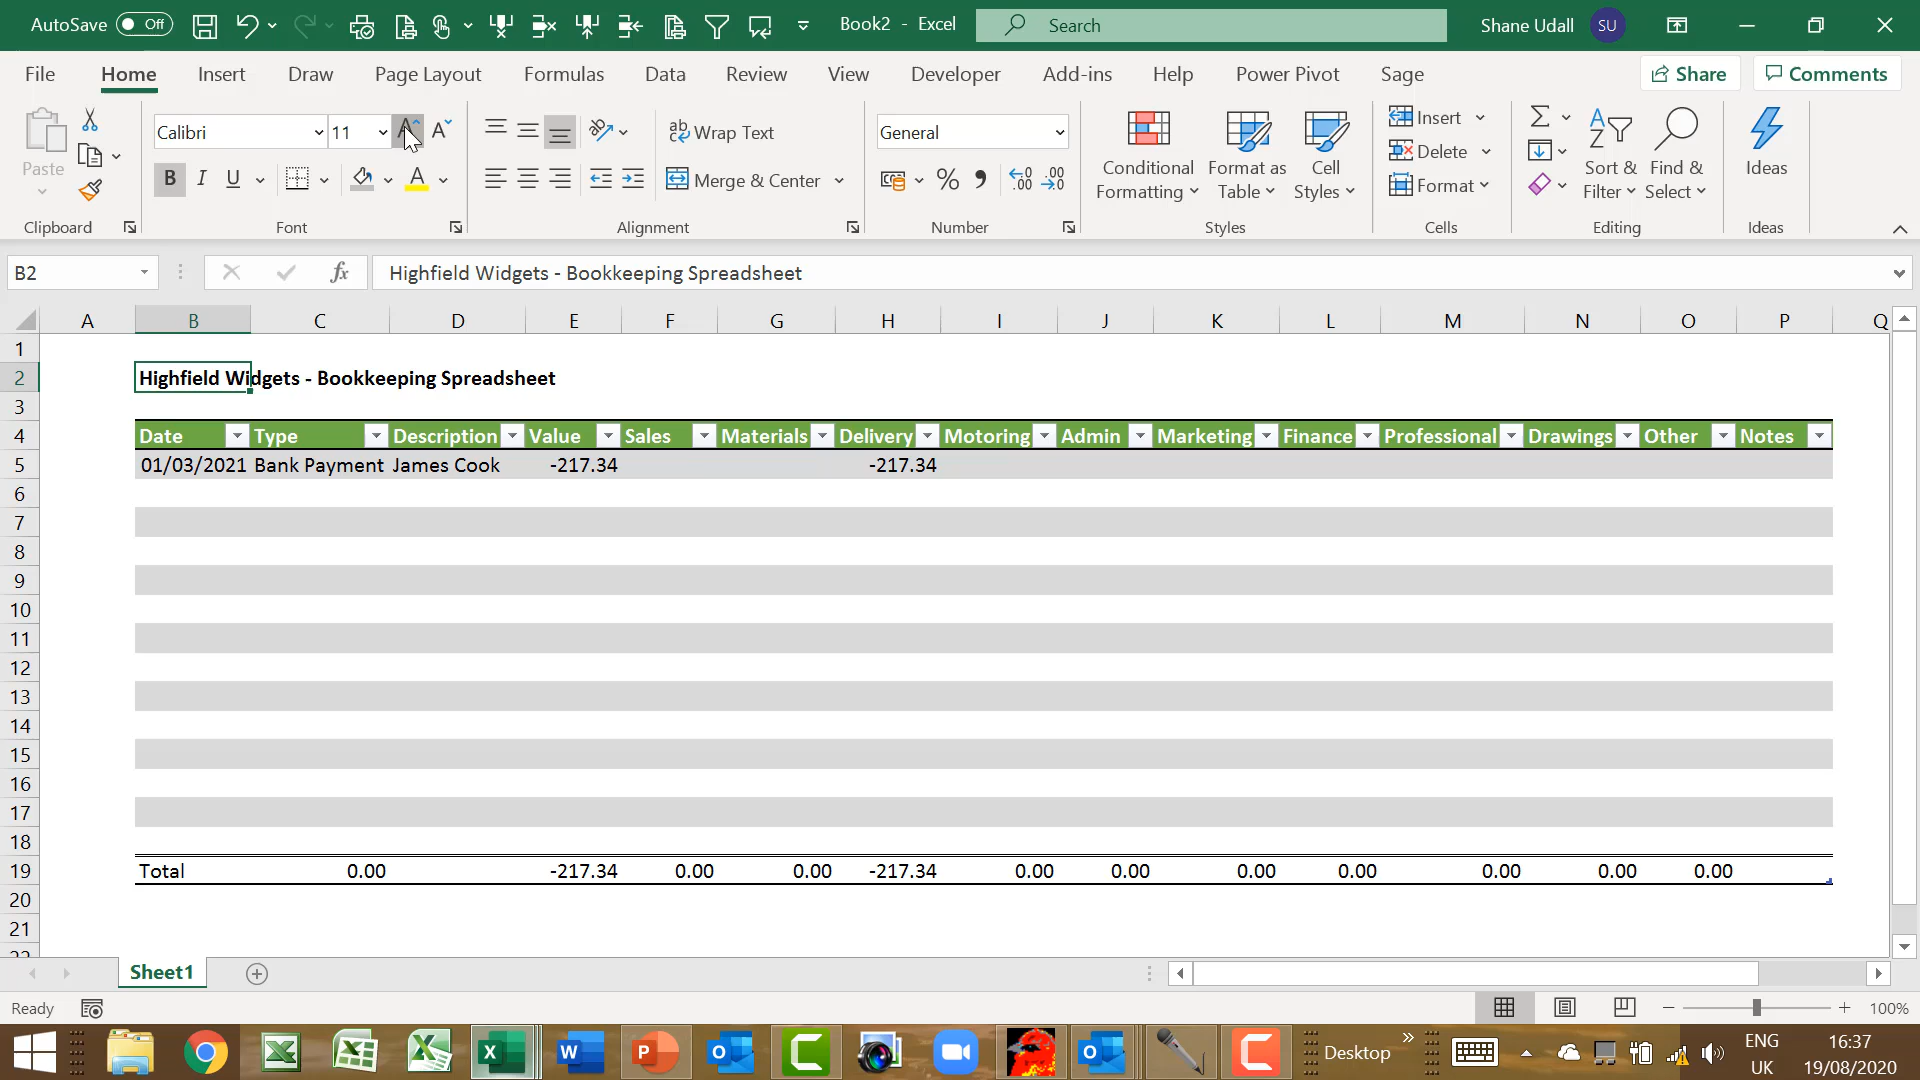 AutoSave Off Book2 - Excel Search Shane Udall SU
File Home Insert Draw Page Layout Formulas Data Review View Developer Add-ins Help Power Pivot Sage Share Comments
Calibri 11 Wrap Text General Insert
Paste Conditional Format as Cell Delete Sort & Find & Ideas
B I U Merge & Center Formatting Table Styles Format Filter Select
Clipboard Font Alignment Number Styles Cells Editing Ideas
B2 fx Highfield Widgets - Bookkeeping Spreadsheet
A B C D E F G H I J K L M N O P Q
1
2 Highfield Widgets - Bookkeeping Spreadsheet
3
4 Date Type Description Value Sales Materials Delivery Motoring Admin Marketing Finance Professional Drawings Other Notes
5 01/03/2021 Bank Payment James Cook -217.34 -217.34
6
7
8
9
10
11
12
13
14
15
16
17
18
19 Total 0.00 -217.34 0.00 0.00 -217.34 0.00 0.00 0.00 0.00 0.00 0.00 0.00
20
21
22
Sheet1
Ready 100%
Desktop ENG 16:37
UK 19/08/2020